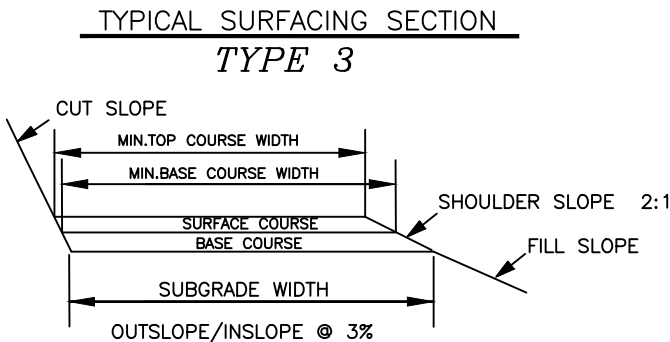 TYPICAL SURFACING SECTION
TYPE 3
CUT SLOPE
MIN.TOP COURSE WIDTH
MIN.BASE COURSE WIDTH
SHOULDER SLOPE 2:1
SURFACE COURSE
BASE COURSE
FILL SLOPE
SUBGRADE WIDTH
OUTSLOPE/INSLOPE @ 3%